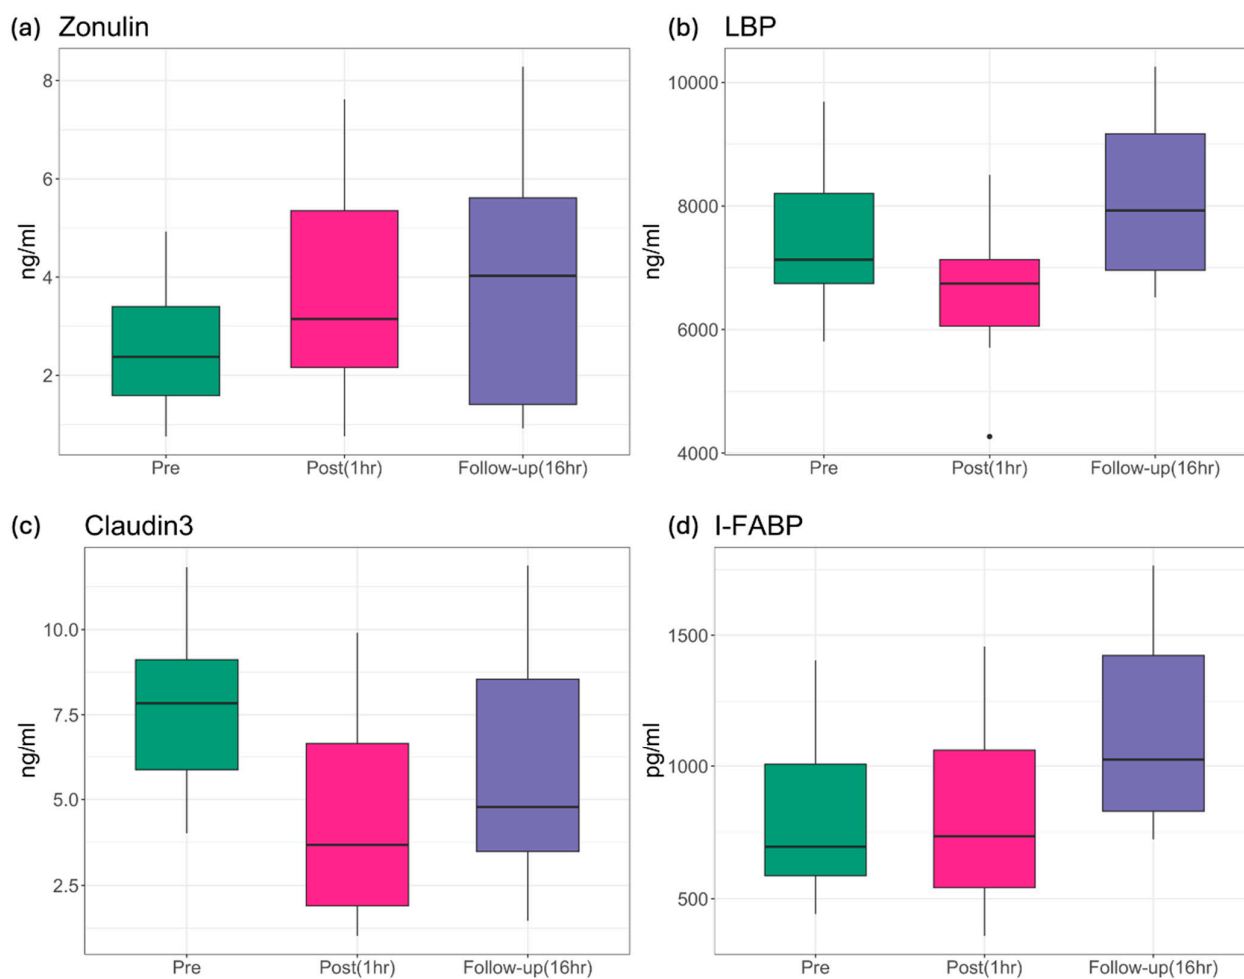 (a) Zonulin
8
6
4
2
ng/ml
Pre Post(1hr) Follow-up(16hr)
(b) LBP
10000
8000
6000
4000
ng/ml
Pre Post(1hr) Follow-up(16hr)
(c) Claudin3
10.0
7.5
5.0
2.5
ng/ml
Pre Post(1hr) Follow-up(16hr)
(d) I-FABP
1500
1000
500
pg/ml
Pre Post(1hr) Follow-up(16hr)